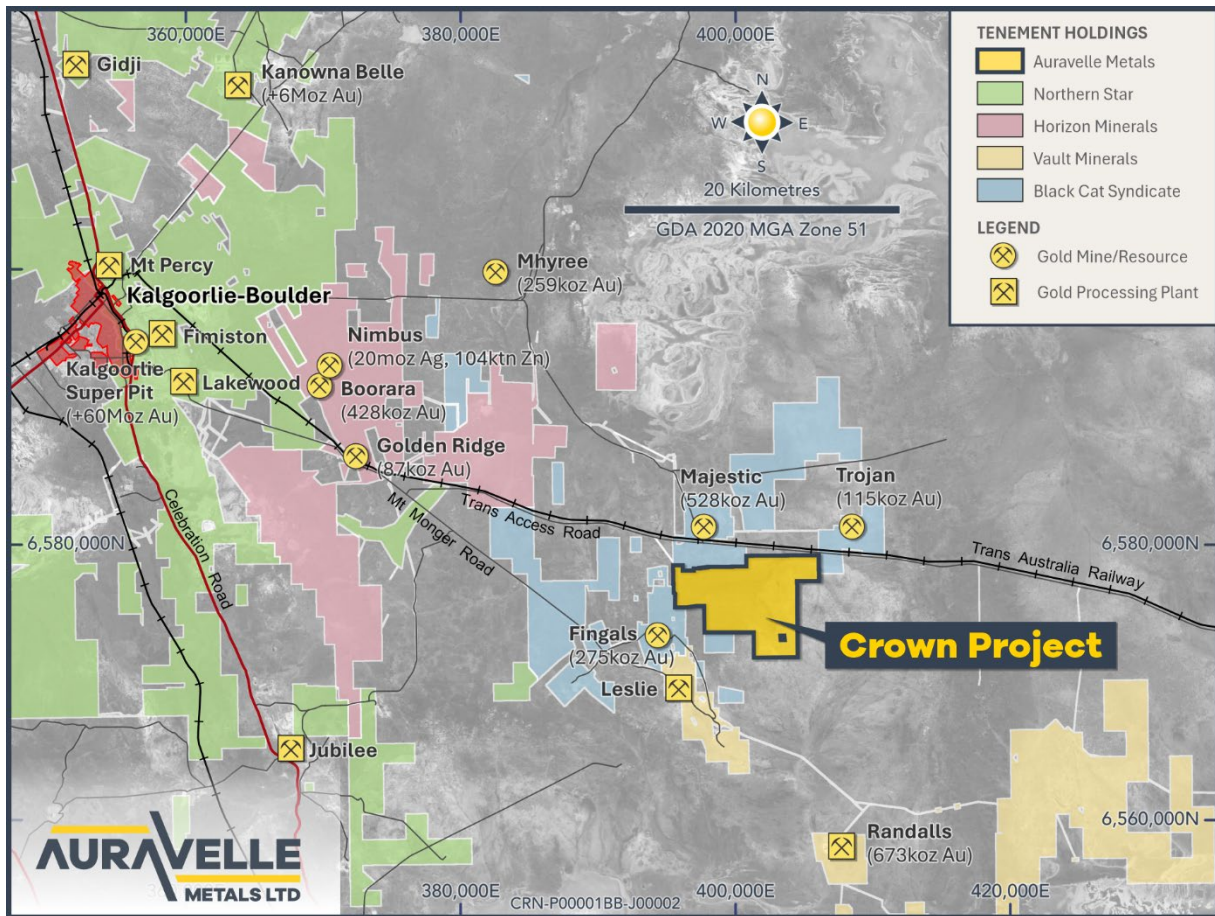 360,000E
380,000E
400,000E
Gidji
Kanowna Belle
(+6Moz Au)
N
W
E
S
20 Kilometres
GDA 2020 MGA Zone 51
TENEMENT HOLDINGS
Auravelle Metals
Northern Star
Horizon Minerals
Vault Minerals
Black Cat Syndicate
LEGEND
Gold Mine/Resource
Gold Processing Plant
Mt Percy
Kalgoorlie-Boulder
Mhyree
(259koz Au)
Fimiston
Nimbus
(20moz Ag, 104ktn Zn)
Kalgoorlie
Super Pit
(+60Moz Au)
Lakewood
Boorara
(428koz Au)
Golden Ridge
(87koz Au)
Majestic
(528koz Au)
Trojan
(115koz Au)
Celebration Road
Mt Monger Road
Trans Access Road
Trans Australia Railway
6,580,000N
6,580,000N
Fingals
(275koz Au)
Crown Project
Leslie
Jubilee
Randalls
(673koz Au)
6,560,000N
AURAVELLE
METALS LTD
380,000E
400,000E
420,000E
CRN-P00001BB-J00002